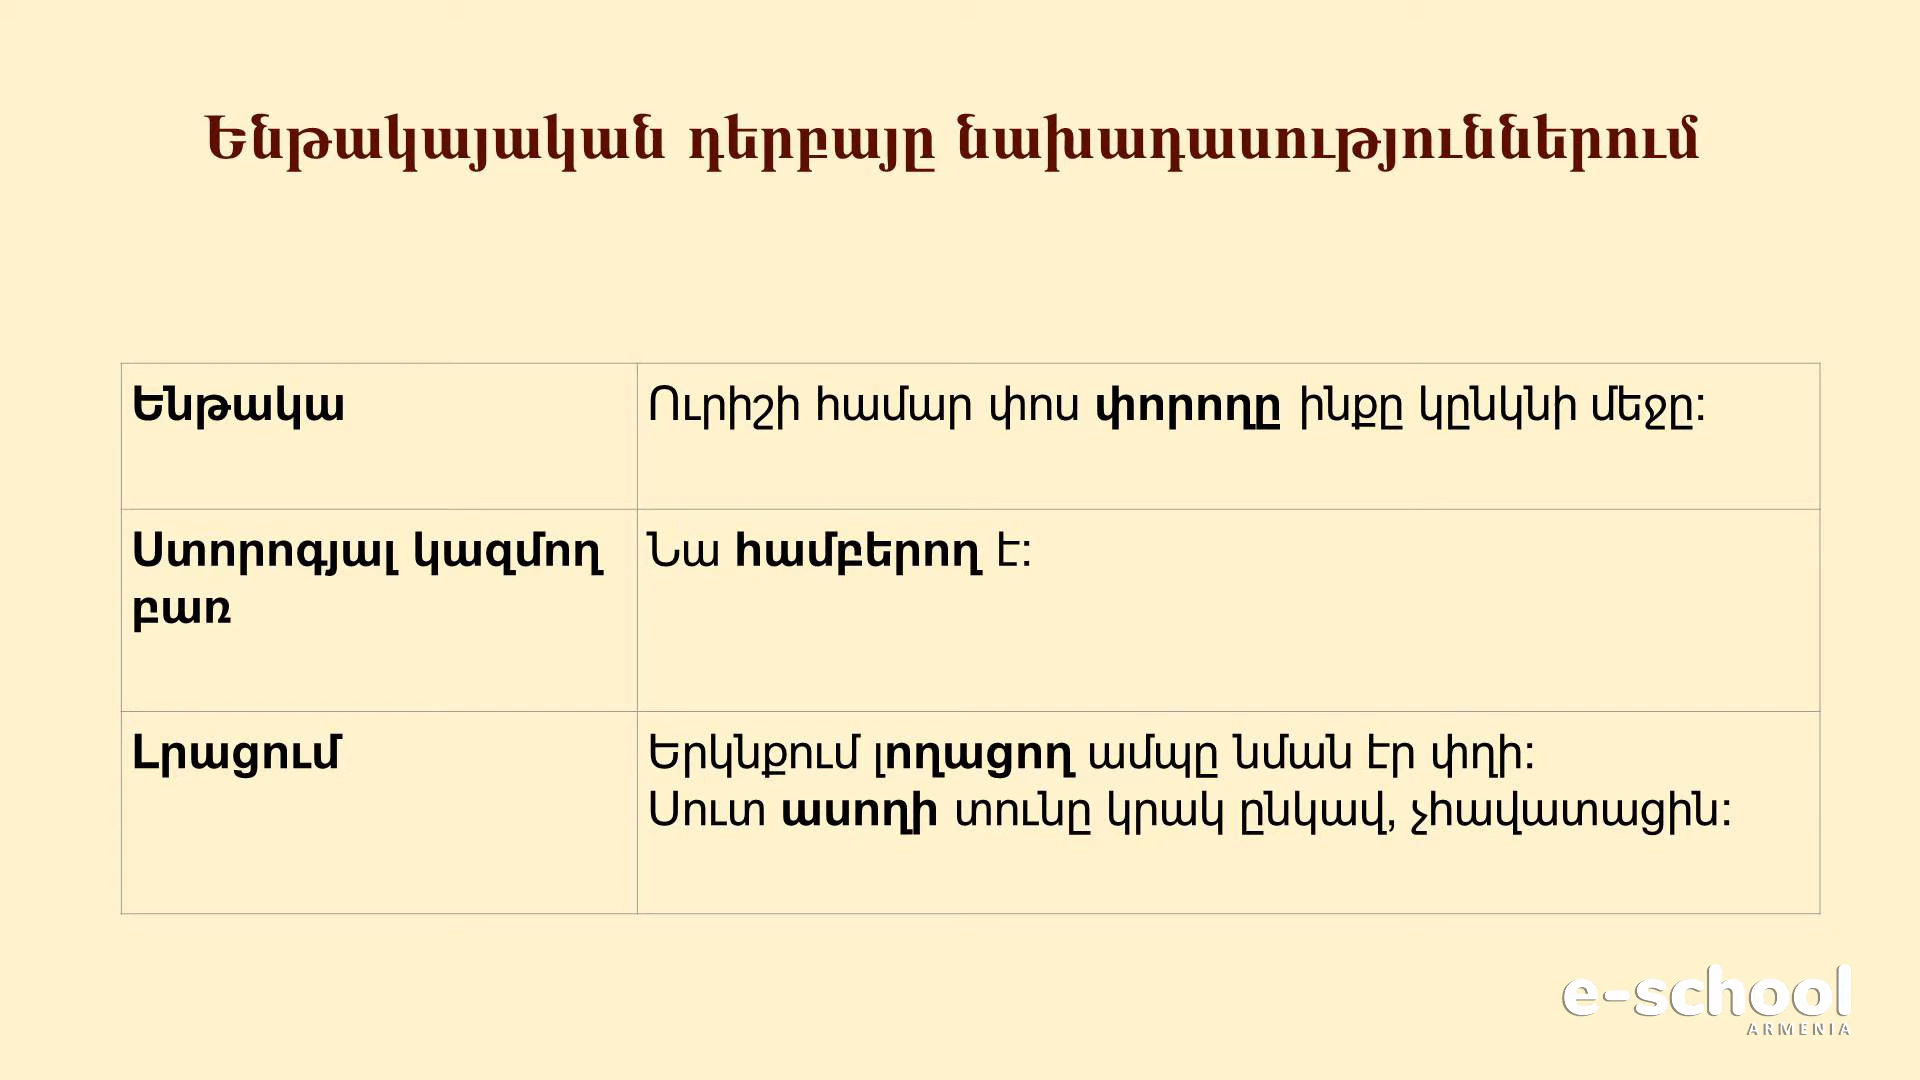 Ենթակայական դերբայը նախադասություններում
Ենթակա
Ուրիշի համար փոս փորողը ինքը կընկնի մեջը:
Ստորոգյալ կազմող
բառ
Նա համբերող է:
Լրացում
Երկնքում լողացող ամպը նման էր փղի:
Սուտ ասողի տունը կրակ ընկավ, չհավատացին:
e-school
ARMENIA